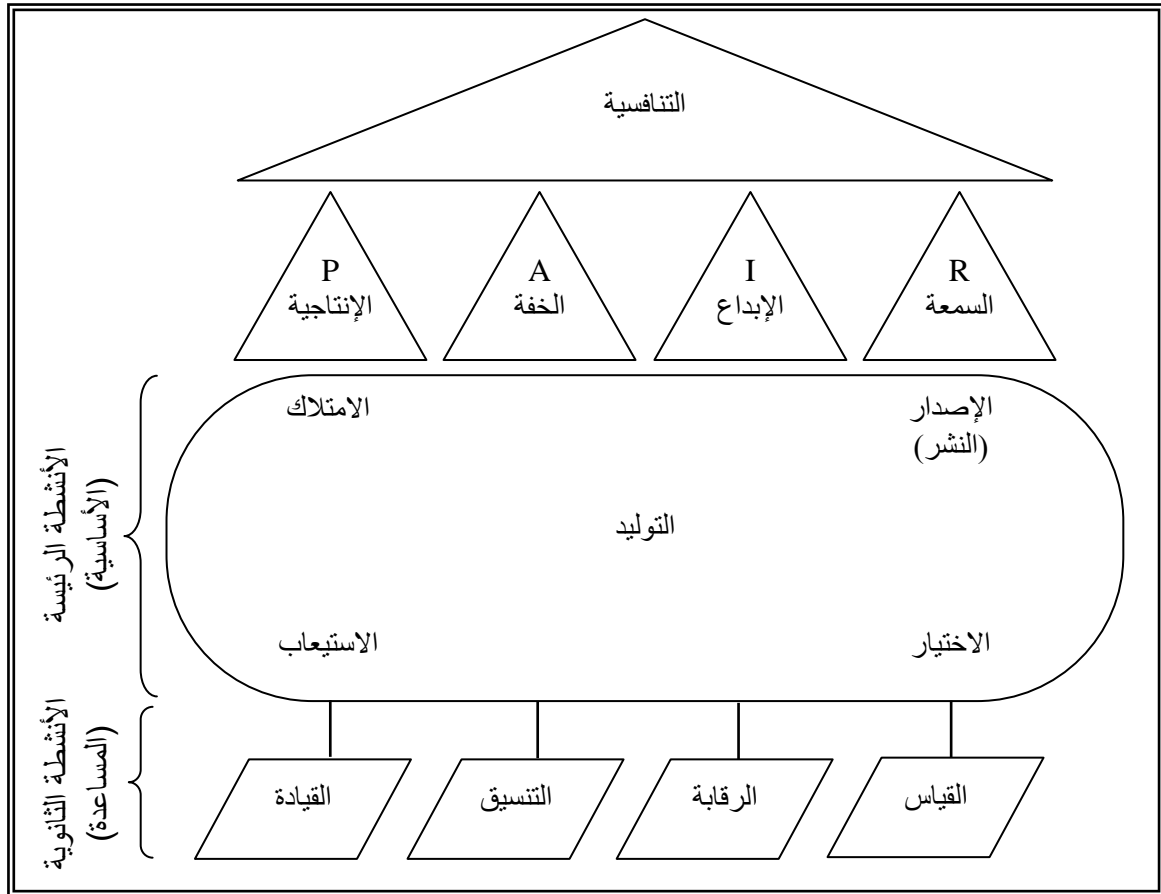 التنافسية
R
السمعة
I
الإبداع
A
الخفة
P
الإنتاجية
الإصدار
(النشر)
الامتلاك
التوليد
الاختيار
الاستيعاب
الأنشطة الرئيسة
(الأساسية)
القياس
الرقابة
التنسيق
القيادة
الأنشطة الثانوية
(المساعدة)